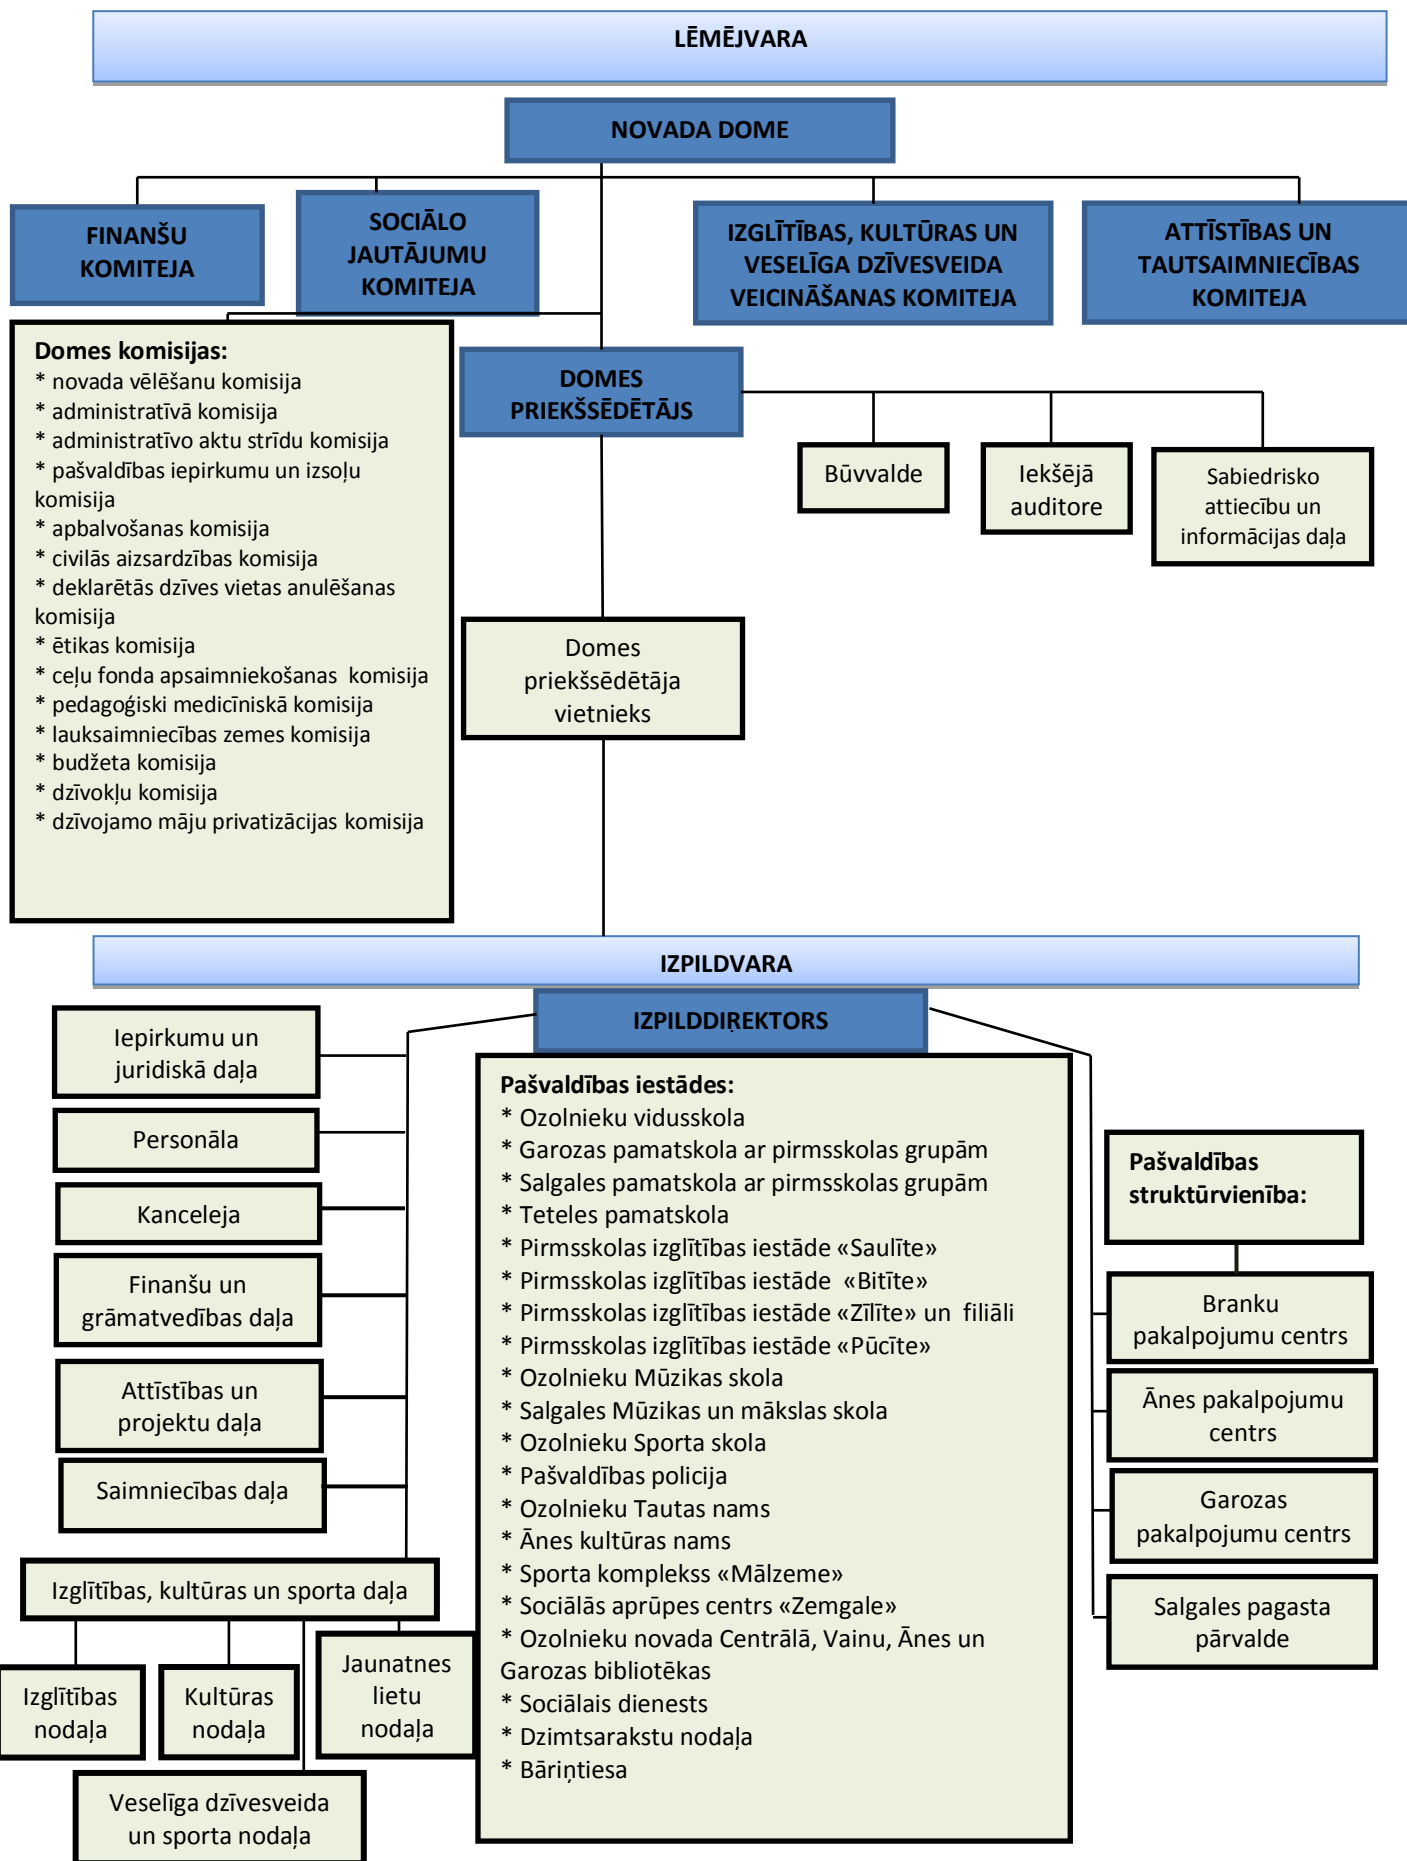 LĒMĒJVARA
NOVADA DOME
FINANŠU
KOMITEJA
SOCIĀLO
JAUTĀJUMU
KOMITEJA
IZGLĪTĪBAS, KULTŪRAS UN
VESELĪGA DZĪVESVEIDA
VEICINĀŠANAS KOMITEJA
ATTĪSTĪBAS UN
TAUTSAIMNIECĪBAS
KOMITEJA
Domes komisijas:
* novada vēlēšanu komisija
* administratīvā komisija
* administratīvo aktu strīdu komisija
* pašvaldības iepirkumu un izsoļu
komisija
* apbalvošanas komisija
* civilās aizsardzības komisija
* deklarētās dzīves vietas anulēšanas
komisija
* ētikas komisija
* ceļu fonda apsaimniekošanas komisija
* pedagoģiski medicīniskā komisija
* lauksaimniecības zemes komisija
* budžeta komisija
* dzīvokļu komisija
* dzīvojamo māju privatizācijas komisija
DOMES
PRIEKŠSĒDĒTĀJS
Būvvalde
Iekšējā
auditore
Sabiedrisko
attiecību un
informācijas daļa
Domes
priekšsēdētāja
vietnieks
IZPILDVARA
IZPILDDIŖEKTORS
Iepirkumu un
juridiskā daļa
Personāla
Kanceleja
Finanšu un
grāmatvedības daļa
Attīstības un
projektu daļa
Saimniecības daļa
Izglītības, kultūras un sporta daļa
Izglītības
nodaļa
Kultūras
nodaļa
Jaunatnes
lietu
nodaļa
Veselīga dzīvesveida
un sporta nodaļa
Pašvaldības iestādes:
* Ozolnieku vidusskola
* Garozas pamatskola ar pirmsskolas grupām
* Salgales pamatskola ar pirmsskolas grupām
* Teteles pamatskola
* Pirmsskolas izglītības iestāde «Saulīte»
* Pirmsskolas izglītības iestāde «Bitīte»
* Pirmsskolas izglītības iestāde «Zīlīte» un filiāli
* Pirmsskolas izglītības iestāde «Pūcīte»
* Ozolnieku Mūzikas skola
* Salgales Mūzikas un mākslas skola
* Ozolnieku Sporta skola
* Pašvaldības policija
* Ozolnieku Tautas nams
* Ānes kultūras nams
* Sporta komplekss «Mālzeme»
* Sociālās aprūpes centrs «Zemgale»
* Ozolnieku novada Centrālā, Vainu, Ānes un
Garozas bibliotēkas
* Sociālais dienests
* Dzimtsarakstu nodaļa
* Bāriņtiesa
Pašvaldības
struktūrvienība:
Branku
pakalpojumu centrs
Ānes pakalpojumu
centrs
Garozas
pakalpojumu centrs
Salgales pagasta
pārvalde